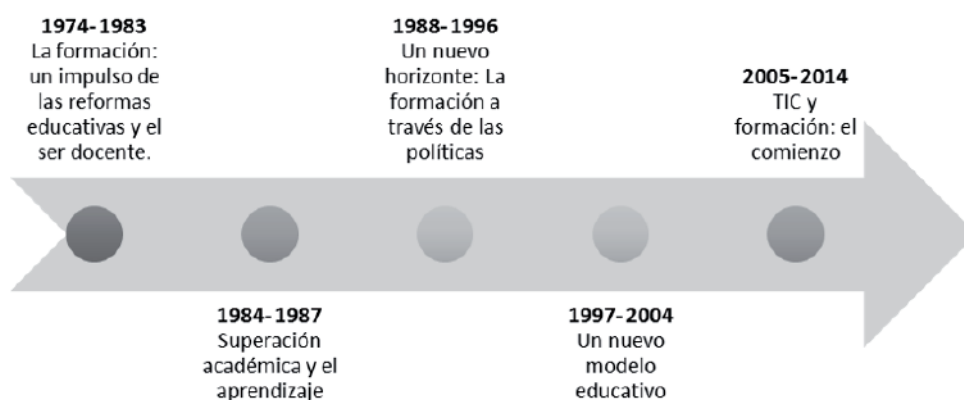 1974-1983
La formación:
un impulso de
las reformas
educativas y el
ser docente.
1984-1987
Superación
académica y el
aprendizaje
1988-1996
Un nuevo
horizonte: La
formación a
través de las
políticas
1997-2004
Un nuevo
modelo
educativo
2005-2014
TIC y
formación: el
comienzo